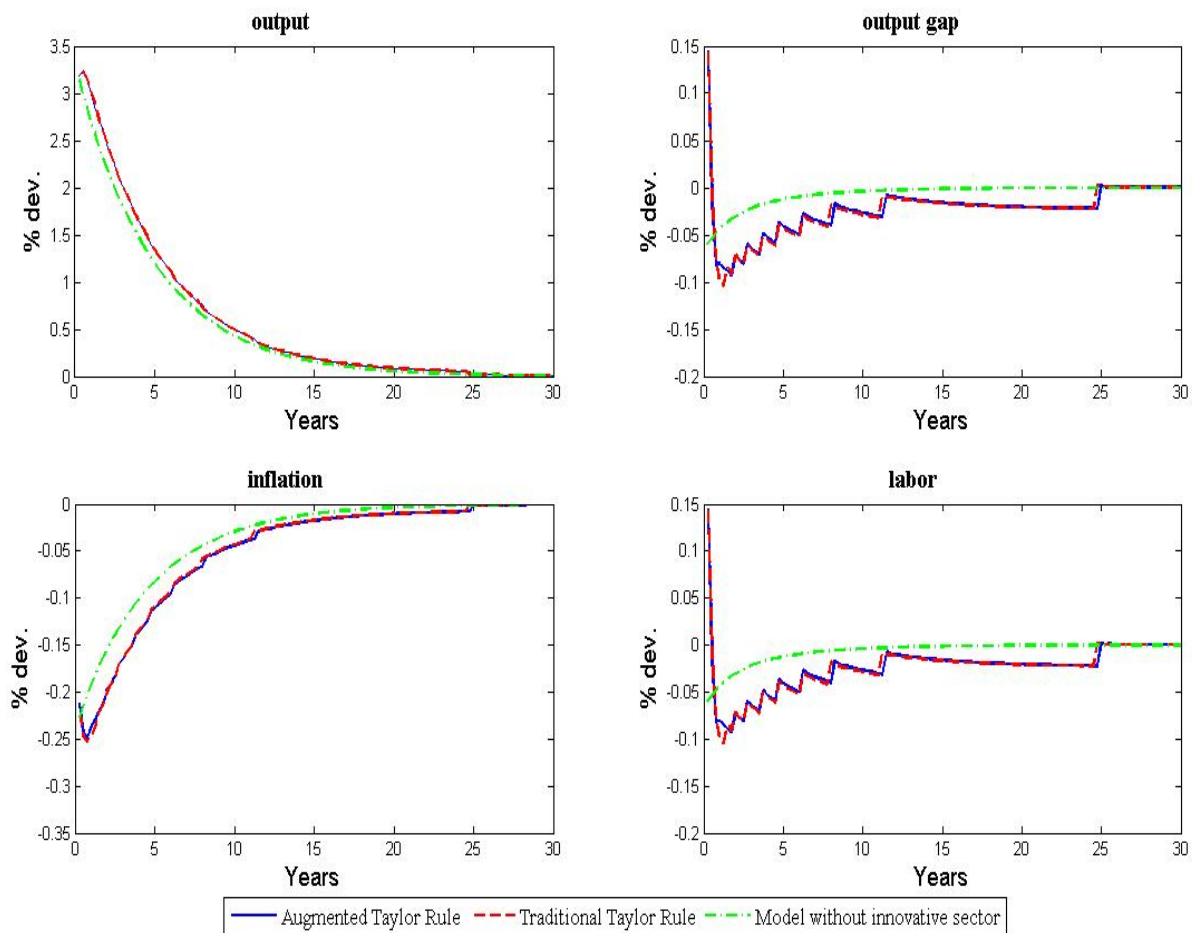 output
3.5
3
2.5
2
1.5
1
0.5
0
% dev.
0 5 10 15 20 25 30
Years
output gap
0.15
0.1
0.05
0
-0.05
-0.1
-0.15
-0.2
% dev.
0 5 10 15 20 25 30
Years
inflation
0
-0.05
-0.1
-0.15
-0.2
-0.25
-0.3
-0.35
% dev.
0 5 10 15 20 25 30
Years
labor
0.15
0.1
0.05
0
-0.05
-0.1
-0.15
-0.2
% dev.
0 5 10 15 20 25 30
Years
Augmented Taylor Rule Traditional Taylor Rule Model without innovative sector